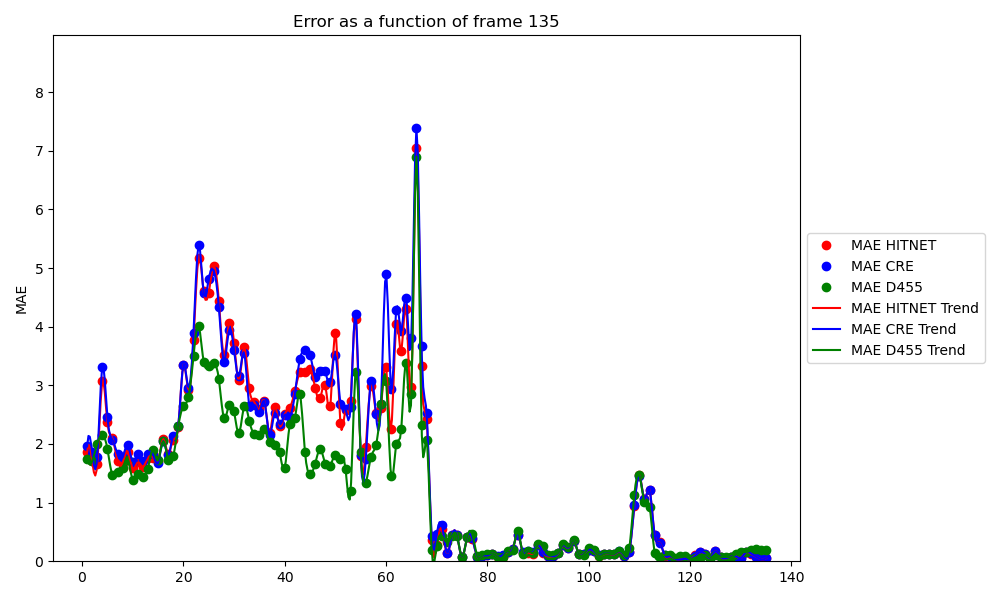 Error as a function of frame 135
MAE
8
7
6
5
4
3
2
1
0
0 20 40 60 80 100 120 140
MAE HITNET
MAE CRE
MAE D455
MAE HITNET Trend
MAE CRE Trend
MAE D455 Trend